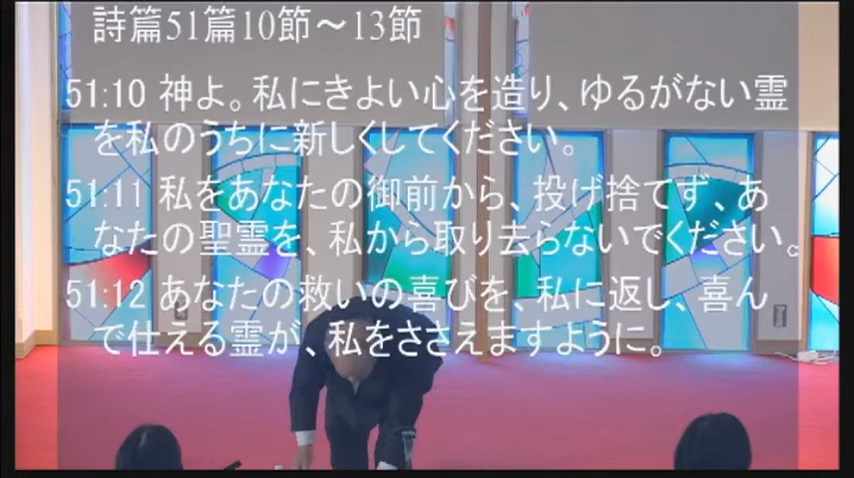 詩篇51篇10節～13節
51:10 神よ。私にきよい心を造り、ゆるがない霊
を私のうちに新しくしてください。
51:11 私をあなたの御前から、投げ捨てず、あ
なたの聖霊を、私から取り去らないでください。
51:12 あなたの救いの喜びを、私に返し、喜ん
で仕える霊が、私をささえますように。